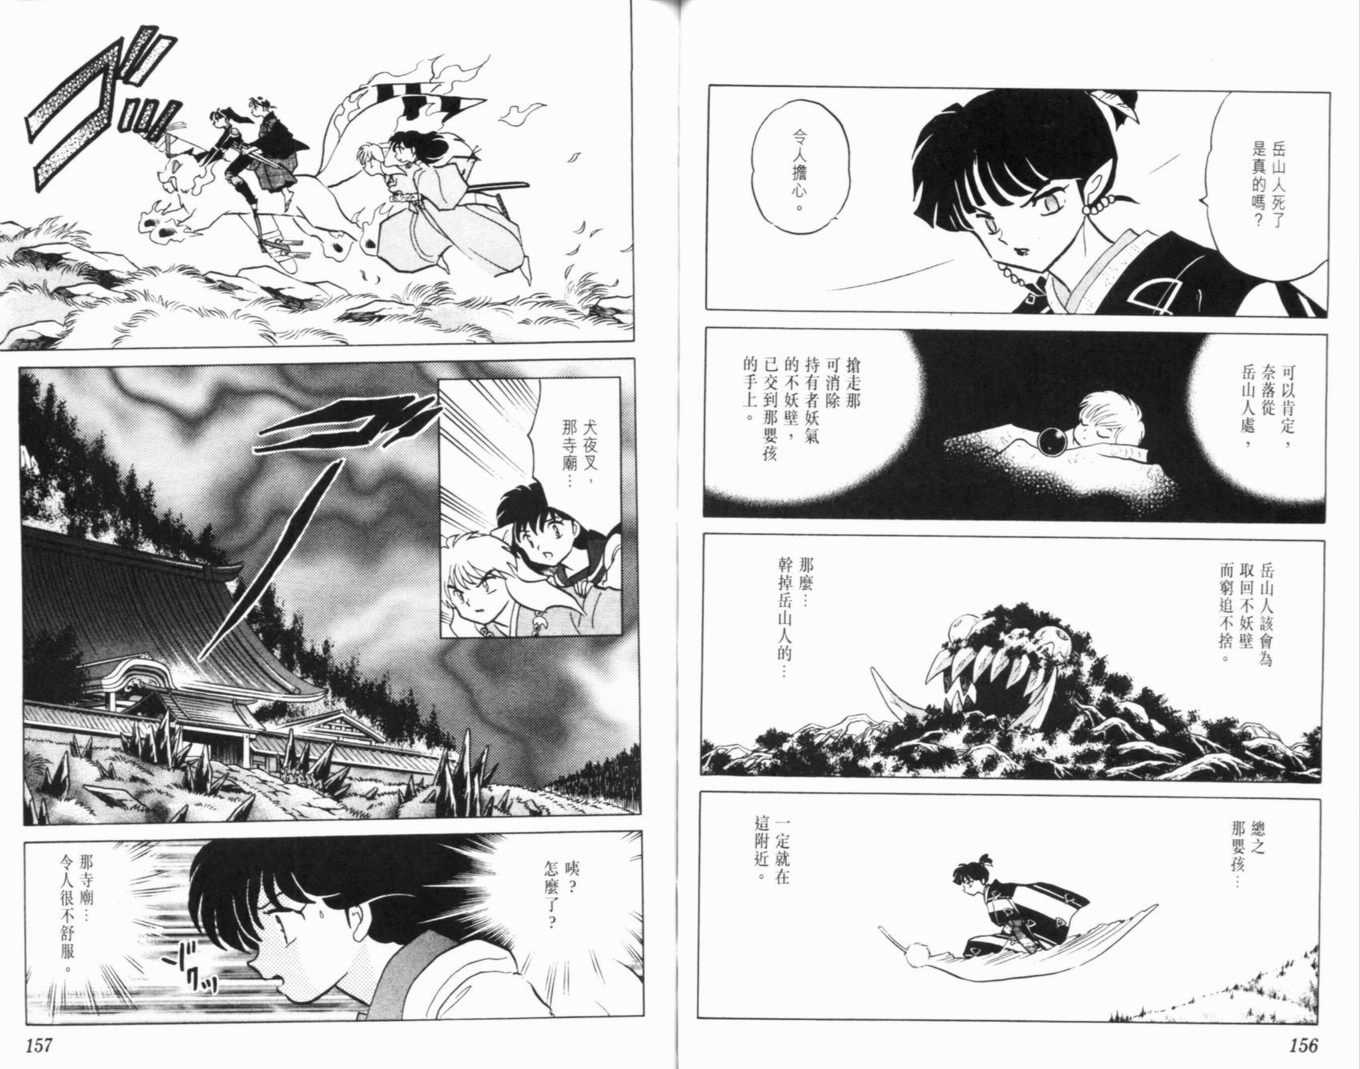 岳山人死了
是真的嗎？
令人擔心。
可以肯定，
奈落從
岳山人處，
搶走那
可消除
持有者妖氣
的不妖壁，
已交到那嬰孩
的手上。
岳山人該會為
取回不妖壁
而窮追不捨。
那麼…
幹掉岳山人的…
總之
那嬰孩…
一定就在
這附近。
156
ゴッ
犬夜叉，
那寺廟…
咦？
怎麼了？
ドクッ
那寺廟…
令人很不舒服。
157